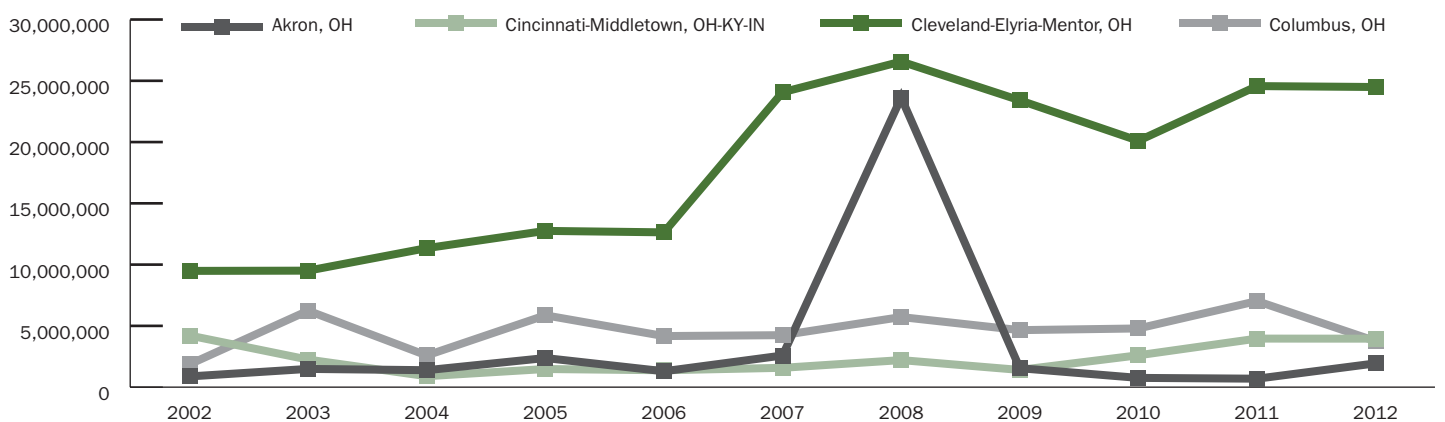 30,000,000
Akron, OH
Cincinnati-Middletown, OH-KY-IN
Cleveland-Elyria-Mentor, OH
Columbus, OH
25,000,000
20,000,000
15,000,000
10,000,000
5,000,000
0
2002 2003 2004 2005 2006 2007 2008 2009 2010 2011 2012